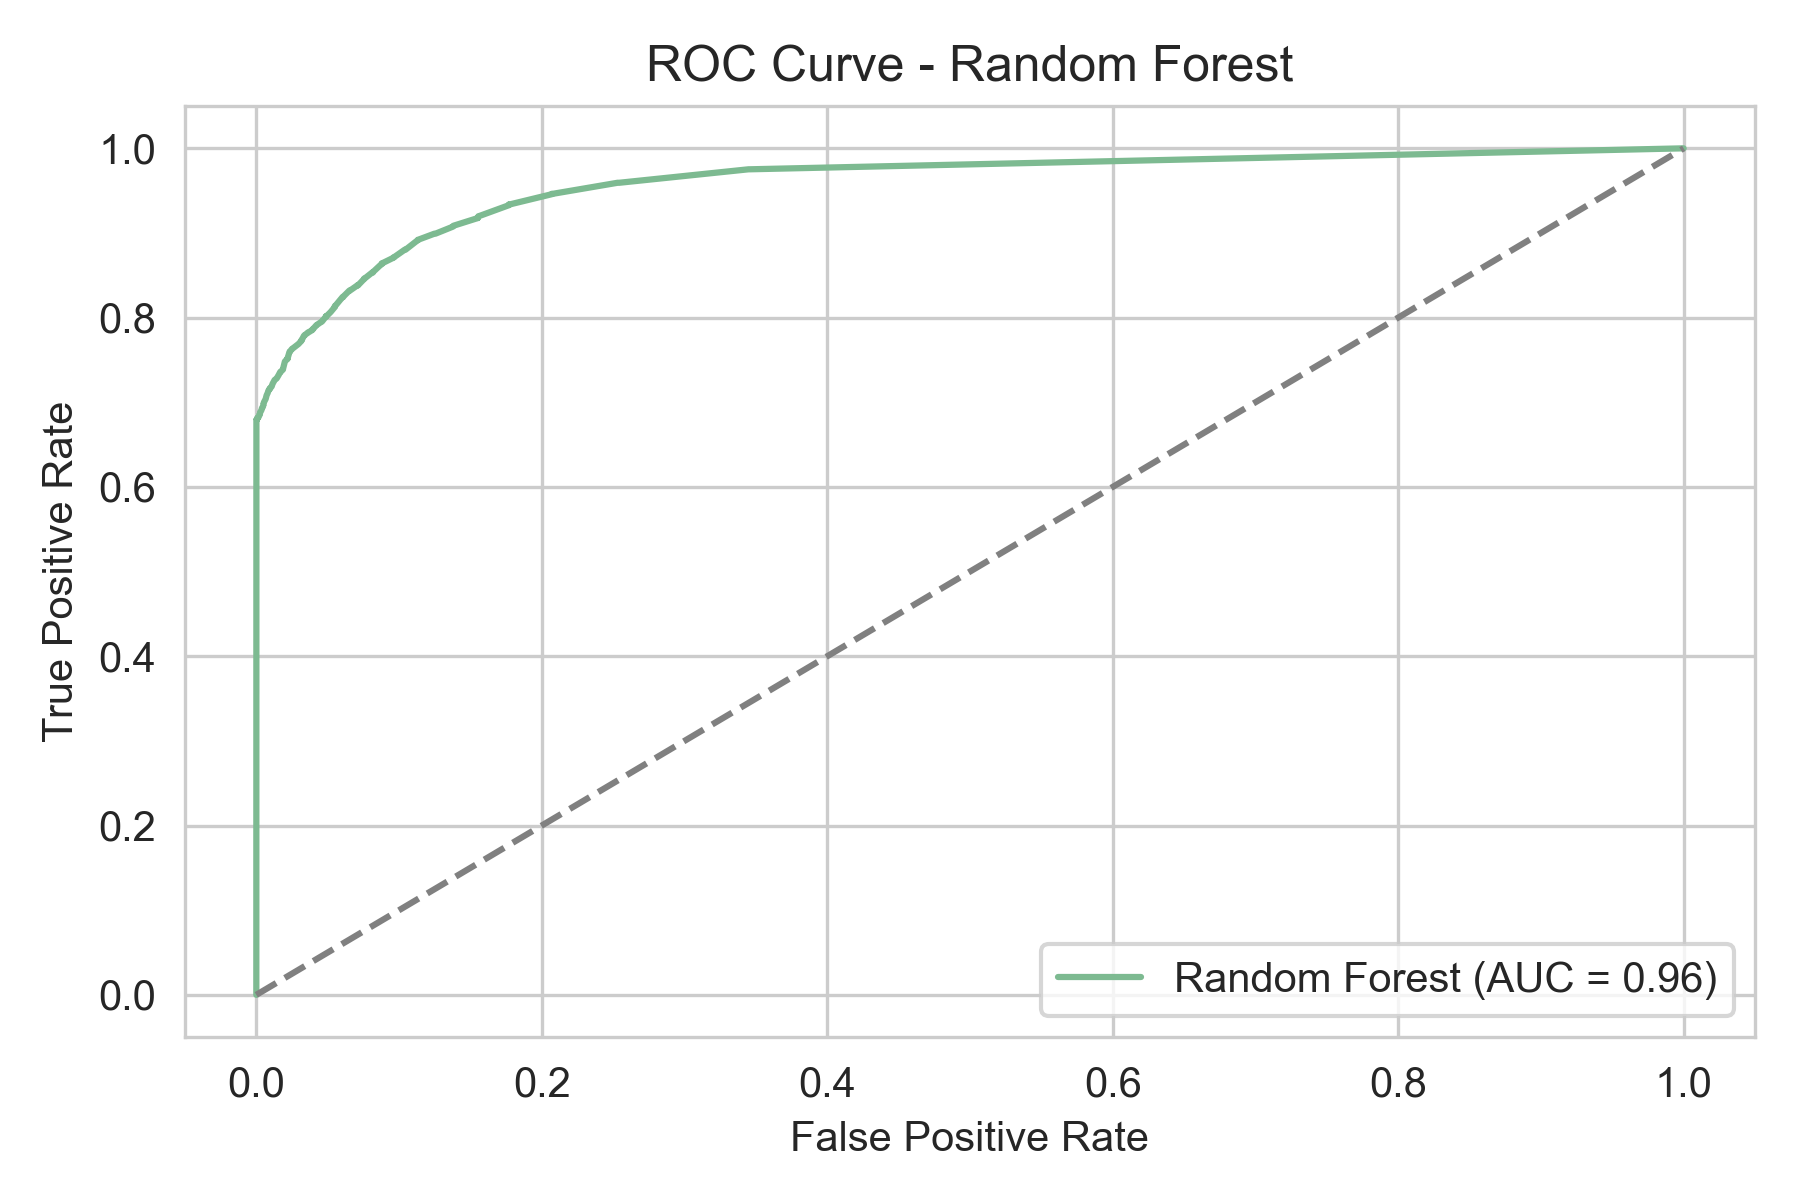 ROC Curve - Random Forest
1.0
0.8
0.6
0.4
0.2
0.0
True Positive Rate
Random Forest (AUC = 0.96)
0.0 0.2 0.4 0.6 0.8 1.0
False Positive Rate